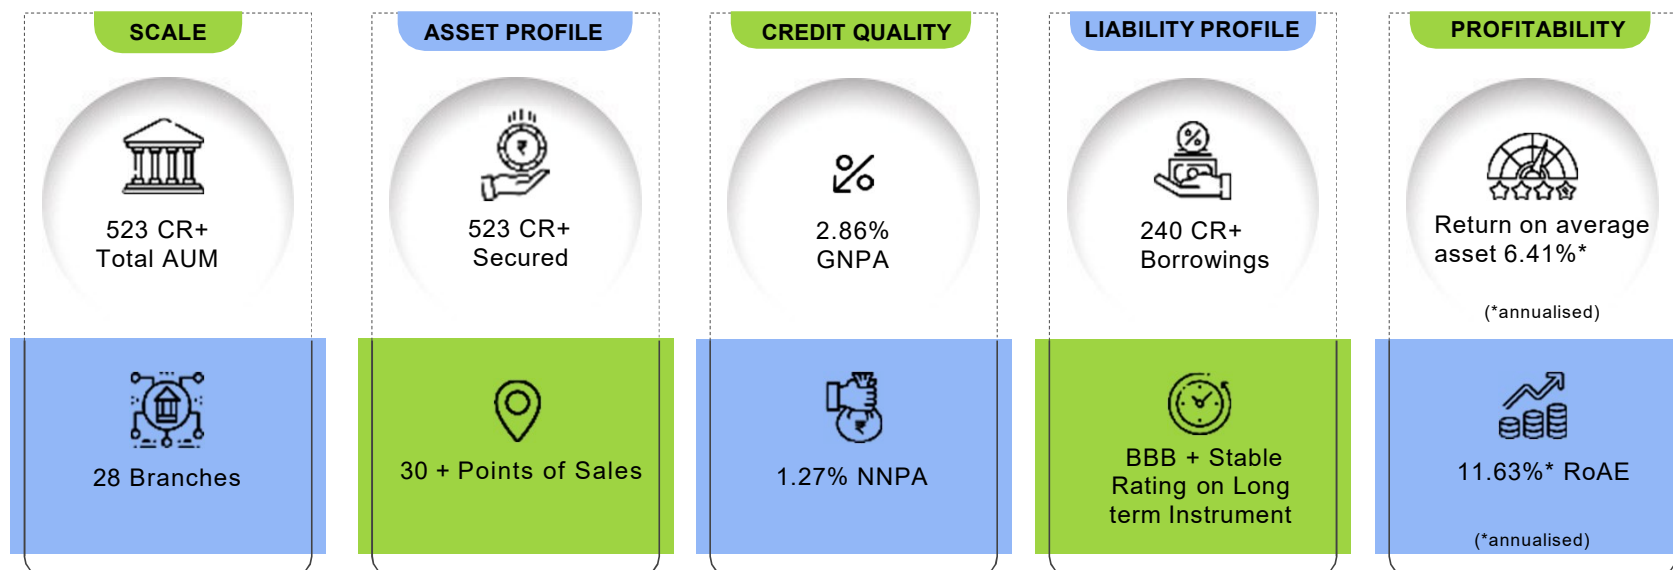 SCALE
523 CR+
Total AUM
28 Branches
ASSET PROFILE
523 CR+
Secured
30 + Points of Sales
CREDIT QUALITY
2.86%
GNPA
1.27% NNPA
LIABILITY PROFILE
240 CR+
Borrowings
BBB + Stable
Rating on Long
term Instrument
PROFITABILITY
Return on average
asset 6.41%*
(*annualised)
11.63%* RoAE
(*annualised)